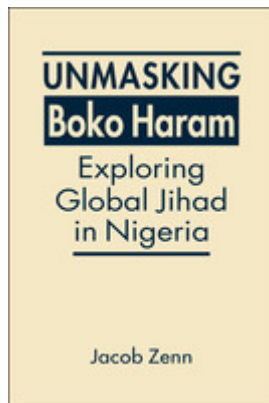 UNMASKING
Boko Haram
Exploring
Global Jihad
in Nigeria
Jacob Zenn